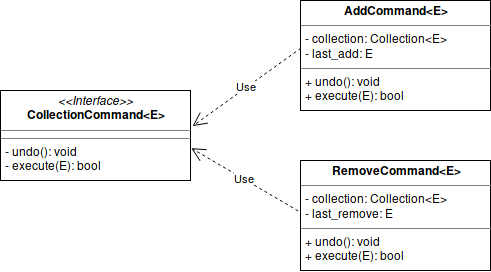 AddCommand<E>
- collection: Collection<E>
- last_add: E
+ undo(): void
+ execute(E): bool
Use
<<Interface>>
CollectionCommand<E>
- undo(): void
- execute(E): bool
Use
RemoveCommand<E>
- collection: Collection<E>
- last_remove: E
+ undo(): void
+ execute(E): bool